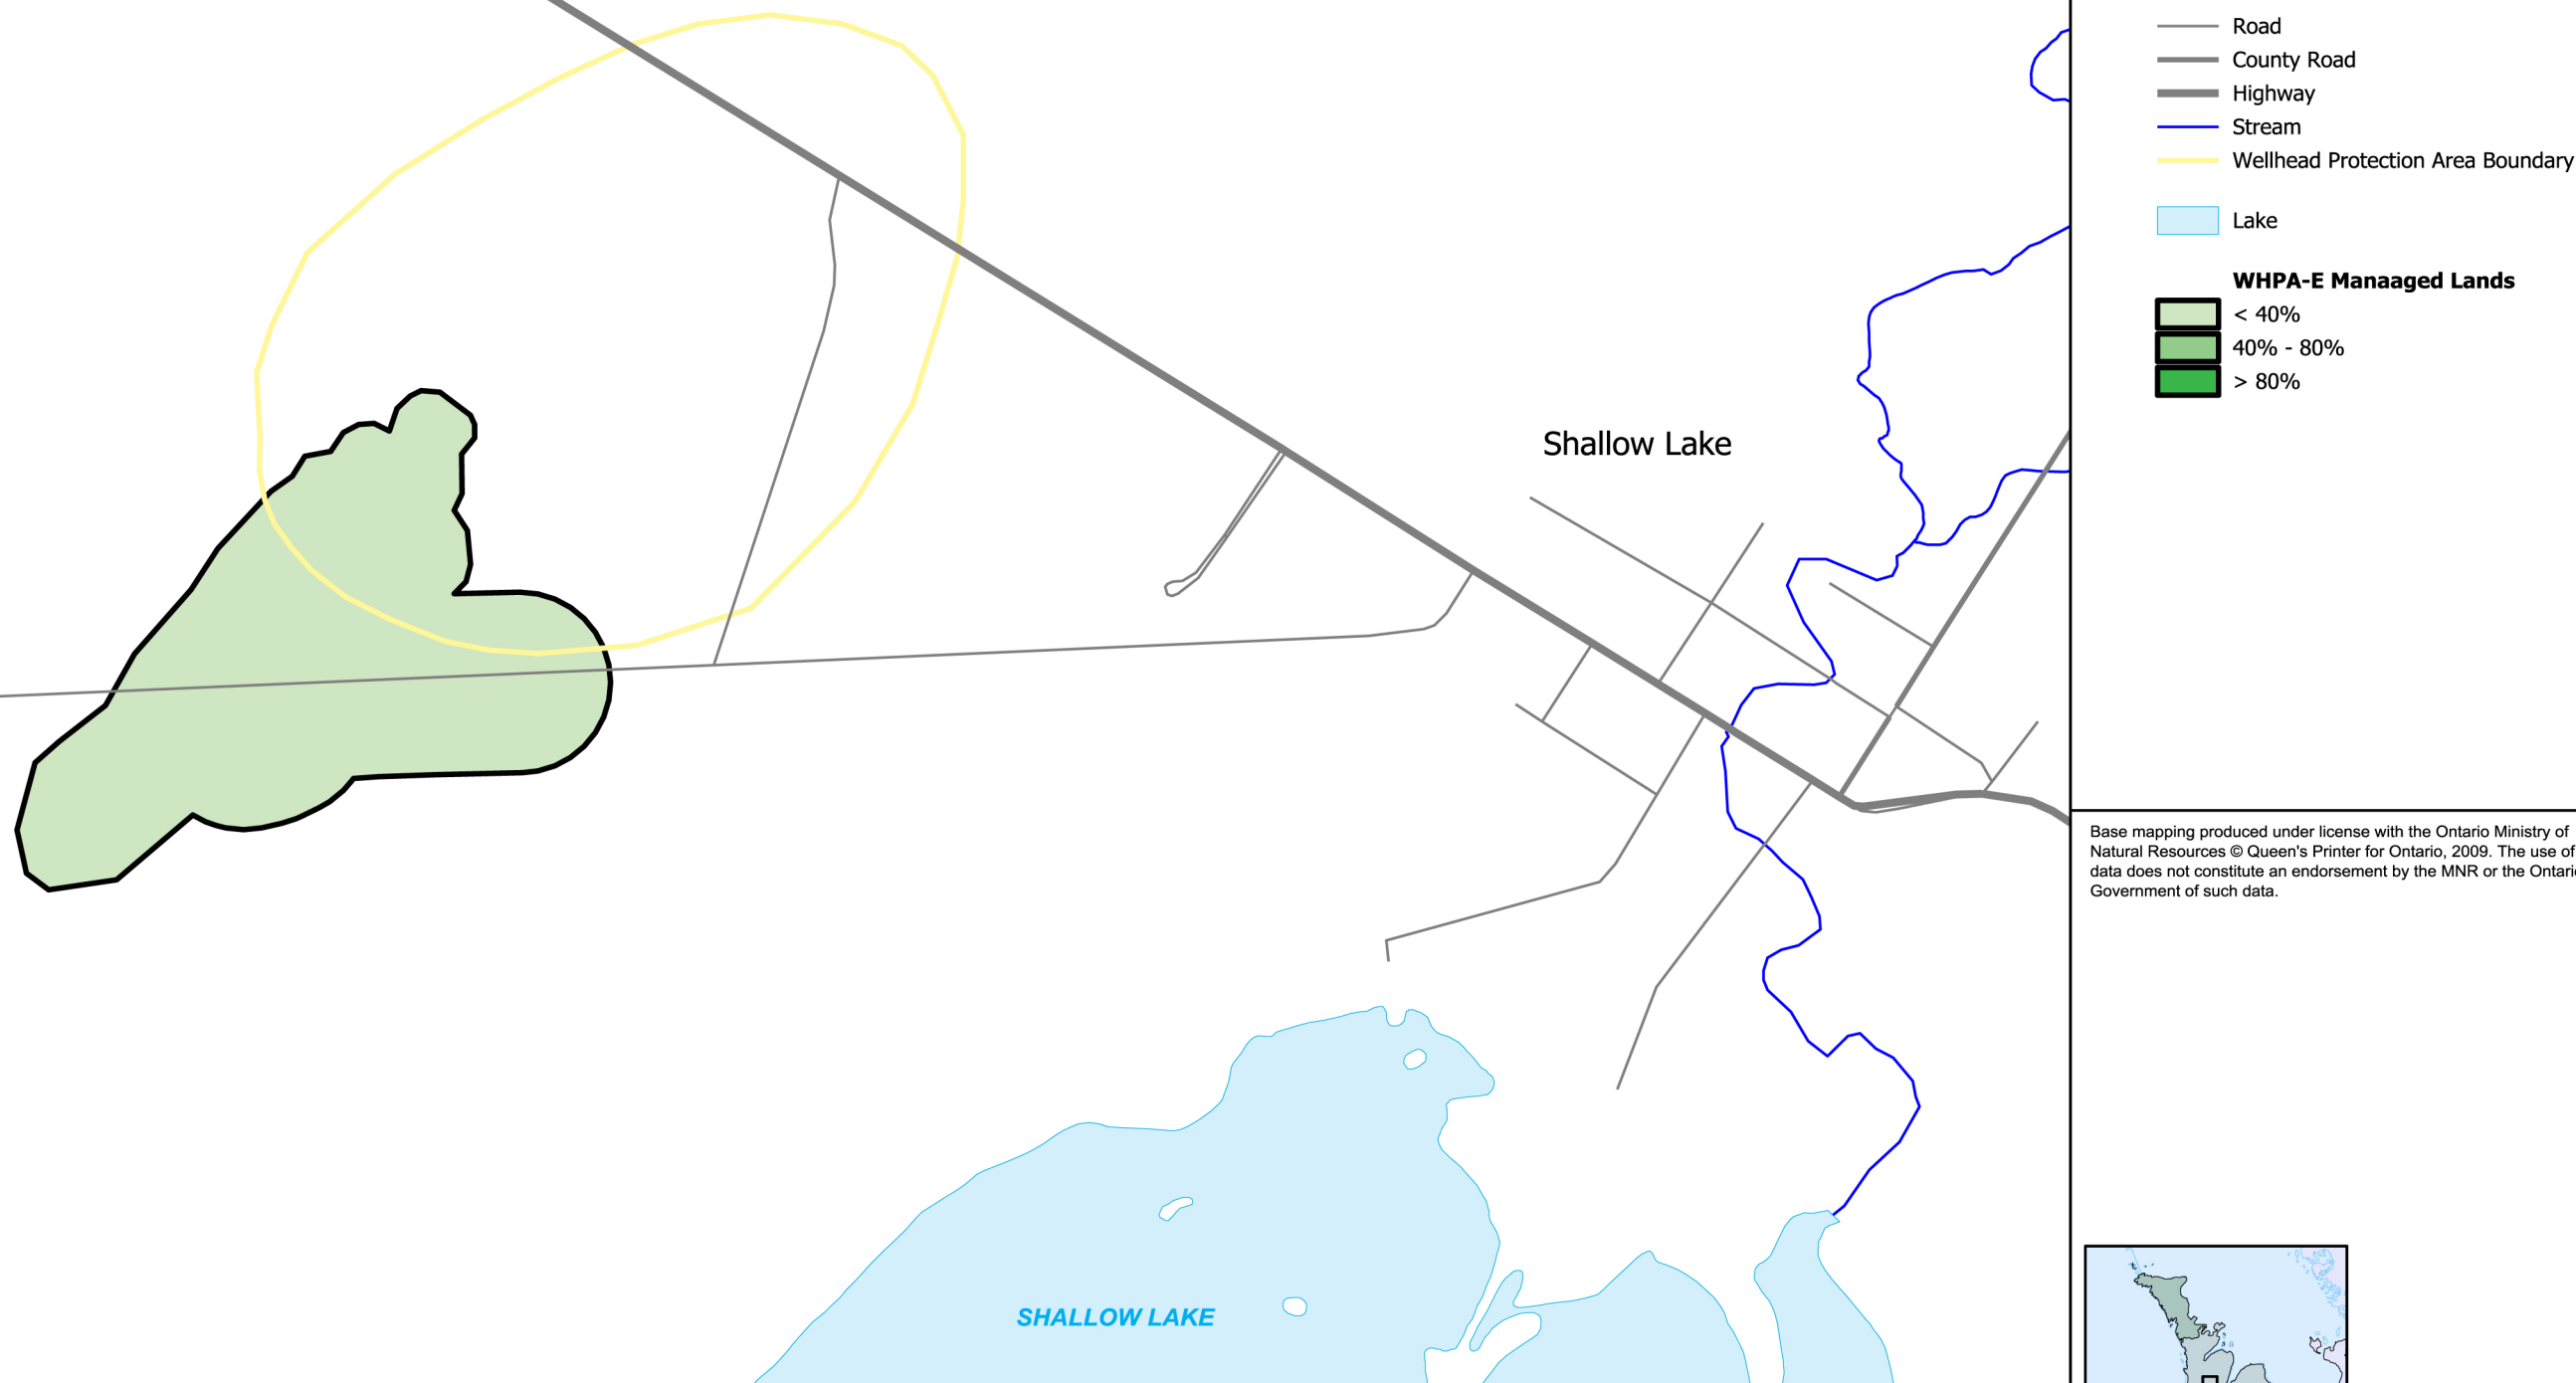 Road
County Road
Highway
Stream
Wellhead Protection Area Boundary
Lake
WHPA-E Manaaged Lands
< 40%
40% - 80%
> 80%
Shallow Lake
Base mapping produced under license with the Ontario Ministry of
Natural Resources © Queen's Printer for Ontario, 2009. The use of
data does not constitute an endorsement by the MNR or the Ontario
Government of such data.
SHALLOW LAKE